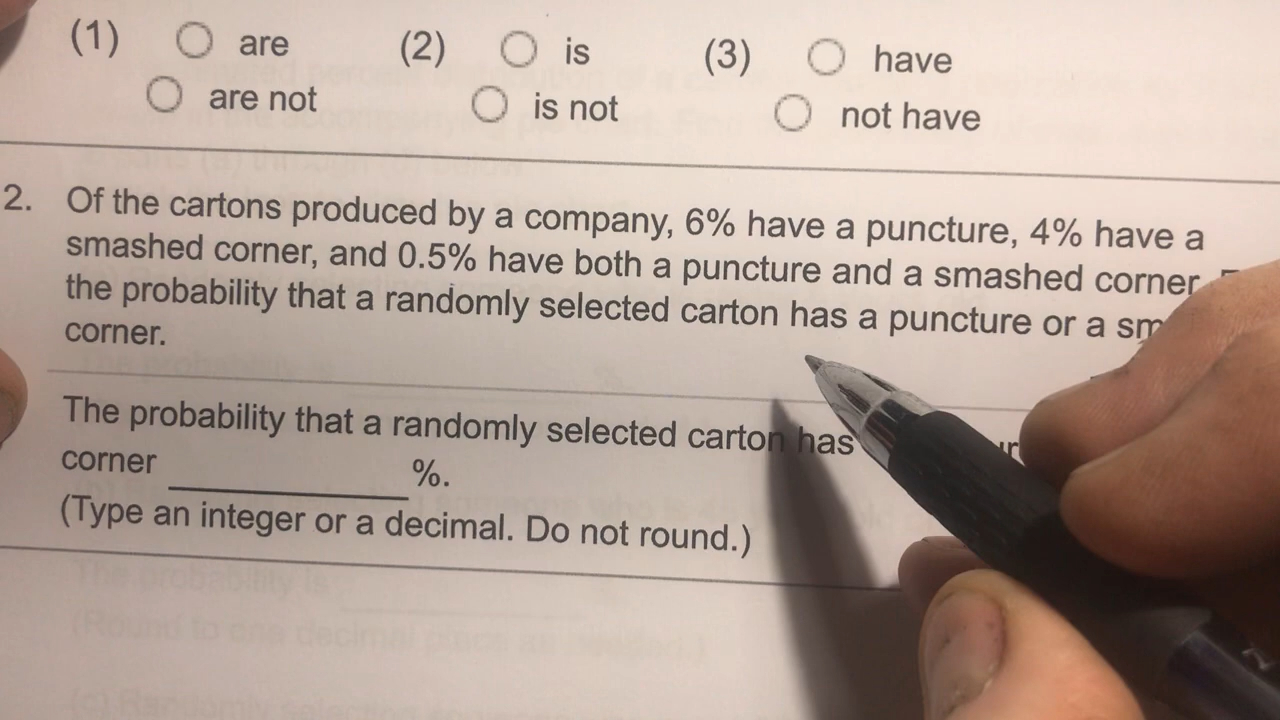 (1) are (2) is (3) have
are not is not not have
2. Of the cartons produced by a company, 6% have a puncture, 4% have a
smashed corner, and 0.5% have both a puncture and a smashed corner
the probability that a randomly selected carton has a puncture or a
corner.
The probability that a randomly selected carton has
corner %.
(Type an integer or a decimal. Do not round.)